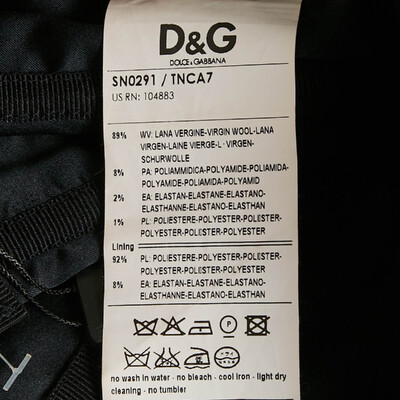 D&G
DOLCE & GABBANA
SN0291 / TNCA7
US RN: 104883
89% WV: LANA VERGINE-VIRGIN WOOL-LANA
VIRGEN-LAINE VIERGE-L - VIRGEN-
SCHURWOLLE
8% PA: POLIAMMIDICA-POLYAMIDE-POLIAMIDA-
POLYAMIDE-POLIAMIDA-POLYAMID
2% EA: ELASTAN-ELASTANE-ELASTANO-
ELASTHANNE-ELASTANO-ELASTHAN
1% PL: POLIESTERE-POLYESTER-POLIESTER-
POLYESTER-POLIESTER-POLYESTER
Lining
92% PL: POLIESTERE-POLYESTER-POLIESTER-
POLYESTER-POLIESTER-POLYESTER
8% EA: ELASTAN-ELASTANE-ELASTANO-
ELASTHANNE-ELASTANO-ELASTHAN
P
no wash in water - no bleach - cool iron - light dry
cleaning - no tumbler